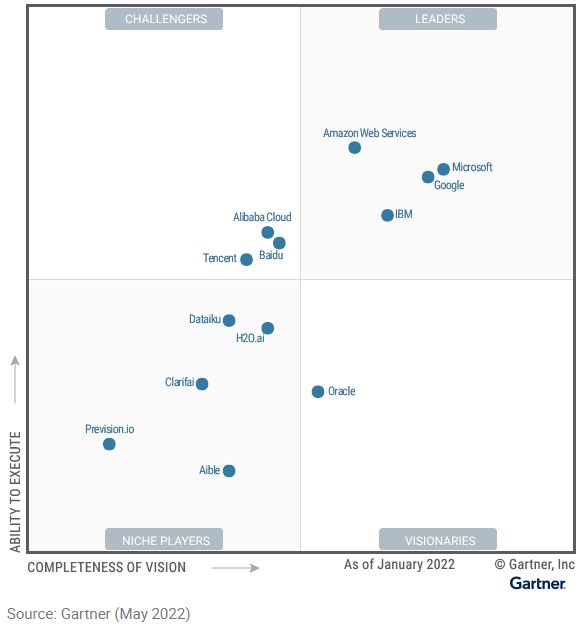 CHALLENGERS
LEADERS
Amazon Web Services
Microsoft
Google
IBM
Alibaba Cloud
Baidu
Tencent
Dataiku
H2O.ai
Clarifai
Oracle
Prevision.io
Aible
ABILITY TO EXECUTE
NICHE PLAYERS
VISIONARIES
COMPLETENESS OF VISION
As of January 2022
© Gartner, Inc
Gartner
Source: Gartner (May 2022)